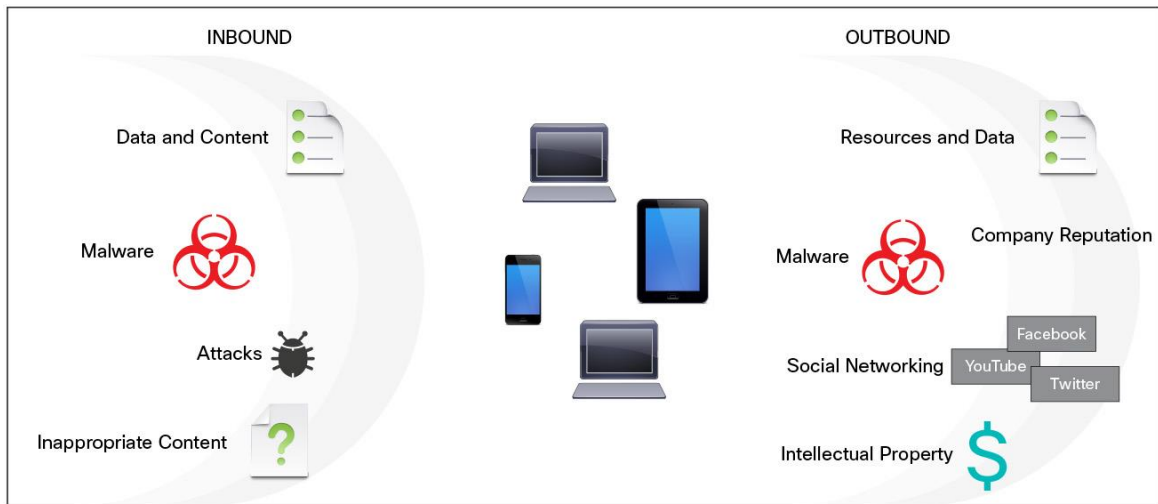 INBOUND
Data and Content
Malware
Attacks
Inappropriate Content
OUTBOUND
Resources and Data
Company Reputation
Malware
Social Networking
Facebook
YouTube
Twitter
Intellectual Property
?
$